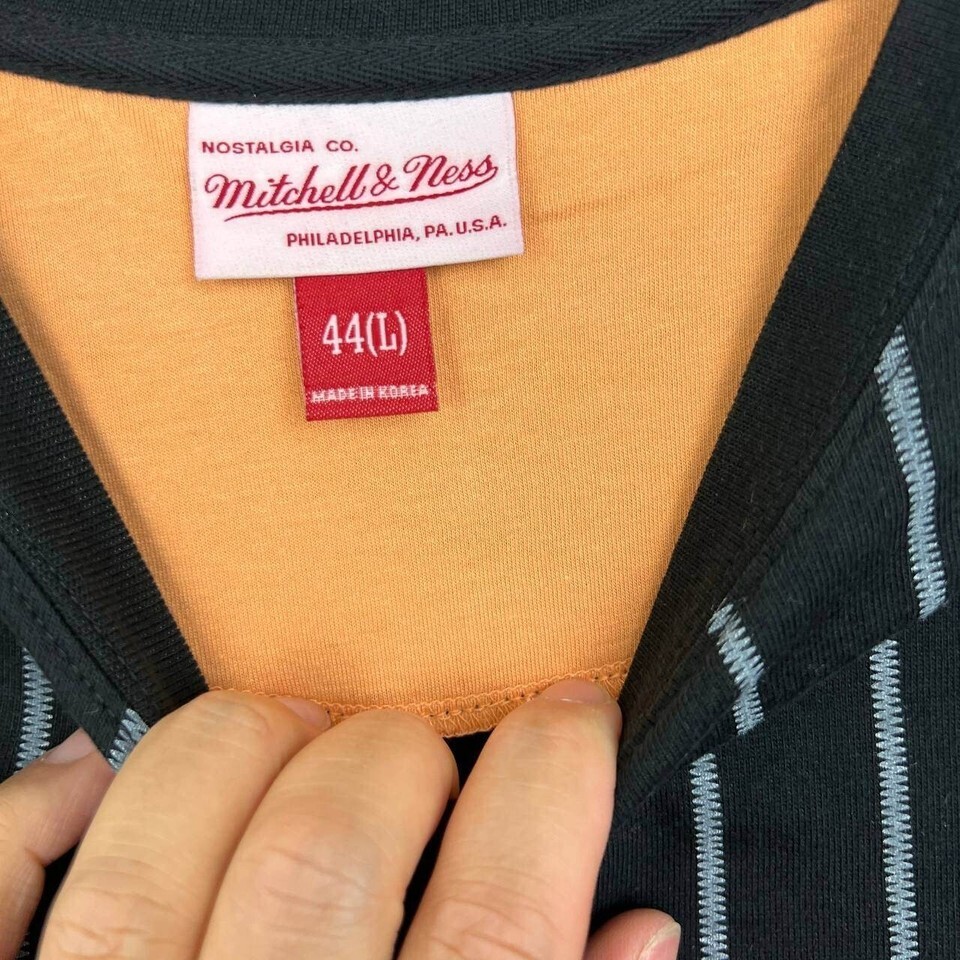 NOSTALGIA CO.
Mitchell & Ness
PHILADELPHIA, PA. U.S.A.
44(L)
MADE IN KOREA